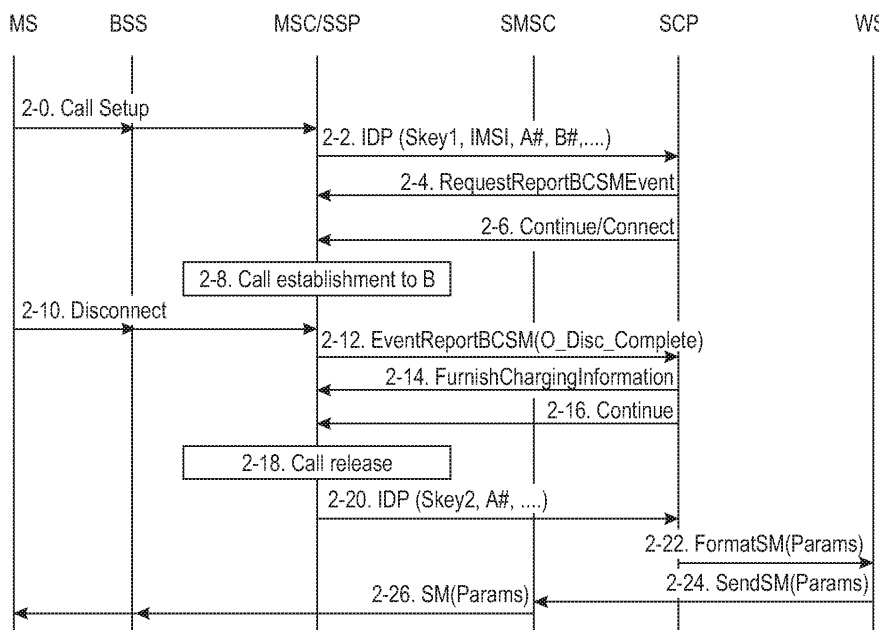 MS BSS MSC/SSP SMSC SCP WS
2-0. Call Setup
2-2. IDP (Skey1, IMSI, A#, B#,....)
2-4. RequestReportBCSMEvent
2-6. Continue/Connect
2-8. Call establishment to B
2-10. Disconnect
2-12. EventReportBCSM(O_Disc_Complete)
2-14. FurnishChargingInformation
2-16. Continue
2-18. Call release
2-20. IDP (Skey2, A#, ....)
2-22. FormatSM(Params)
2-24. SendSM(Params)
2-26. SM(Params)